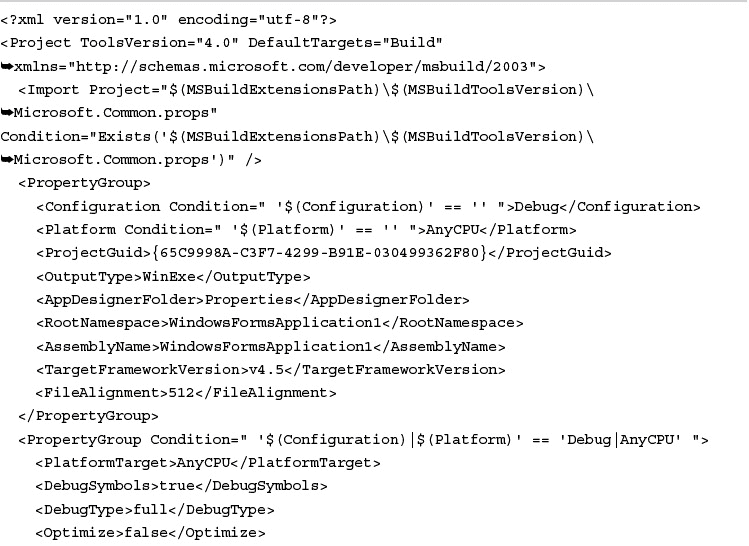 <?xml version="1.0" encoding="utf-8"?>
<Project ToolsVersion="4.0" DefaultTargets="Build"
➥xmlns="http://schemas.microsoft.com/developer/msbuild/2003">
<Import Project="$(MSBuildExtensionsPath)\$(MSBuildToolsVersion)\
➥Microsoft.Common.props"
Condition="Exists('$(MSBuildExtensionsPath)\$(MSBuildToolsVersion)\
➥Microsoft.Common.props')" />
<PropertyGroup>
<Configuration Condition=" '$(Configuration)' == '' ">Debug</Configuration>
<Platform Condition=" '$(Platform)' == '' ">AnyCPU</Platform>
<ProjectGuid>{65C9998A-C3F7-4299-B91E-030499362F80}</ProjectGuid>
<OutputType>WinExe</OutputType>
<AppDesignerFolder>Properties</AppDesignerFolder>
<RootNamespace>WindowsFormsApplication1</RootNamespace>
<AssemblyName>WindowsFormsApplication1</AssemblyName>
<TargetFrameworkVersion>v4.5</TargetFrameworkVersion>
<FileAlignment>512</FileAlignment>
</PropertyGroup>
<PropertyGroup Condition=" '$(Configuration)|$(Platform)' == 'Debug|AnyCPU' ">
<PlatformTarget>AnyCPU</PlatformTarget>
<DebugSymbols>true</DebugSymbols>
<DebugType>full</DebugType>
<Optimize>false</Optimize>